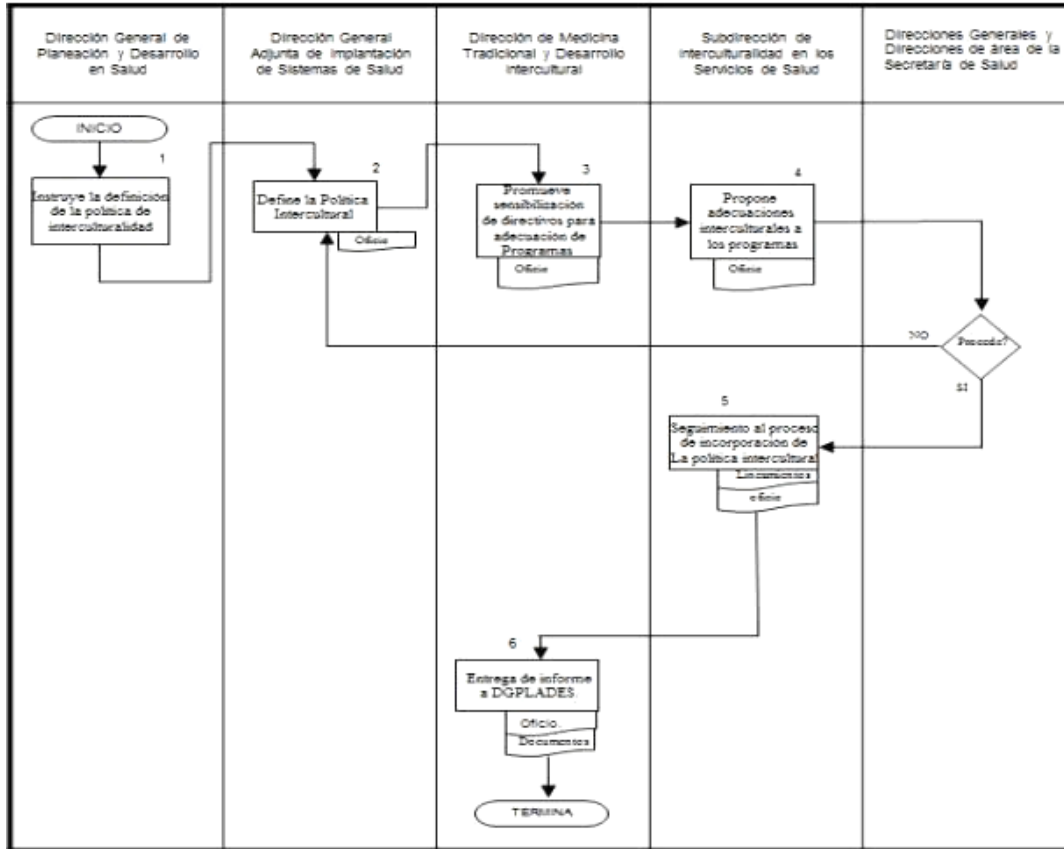 Dirección General de
Planeación y Desarrollo
en Salud
Dirección General
Adjunta de Implantación
de Sistemas de Salud
Dirección de Medicina
Tradicional y Desarrollo
Intercultural
Subdirección de
Interculturalidad en los
Servicios de Salud
Direcciones Generales y
Direcciones de área de la
Secretaría de Salud
INICIO
1
Instruye la definición
de la política de
interculturalidad
2
Define la Política
Intercultural
Oficio
3
Promueve
sensibilización
de directivos para
adecuación de
Programas
Oficio
4
Propone
adecuaciones
interculturales a
los programas
Oficio
Procede?
NO
SI
5
Seguimiento al proceso
de incorporación de
La política intercultural
Lineamientos
oficio
6
Entrega de informe
a DGPLADES.
Oficio.
Documentos
TERMINA